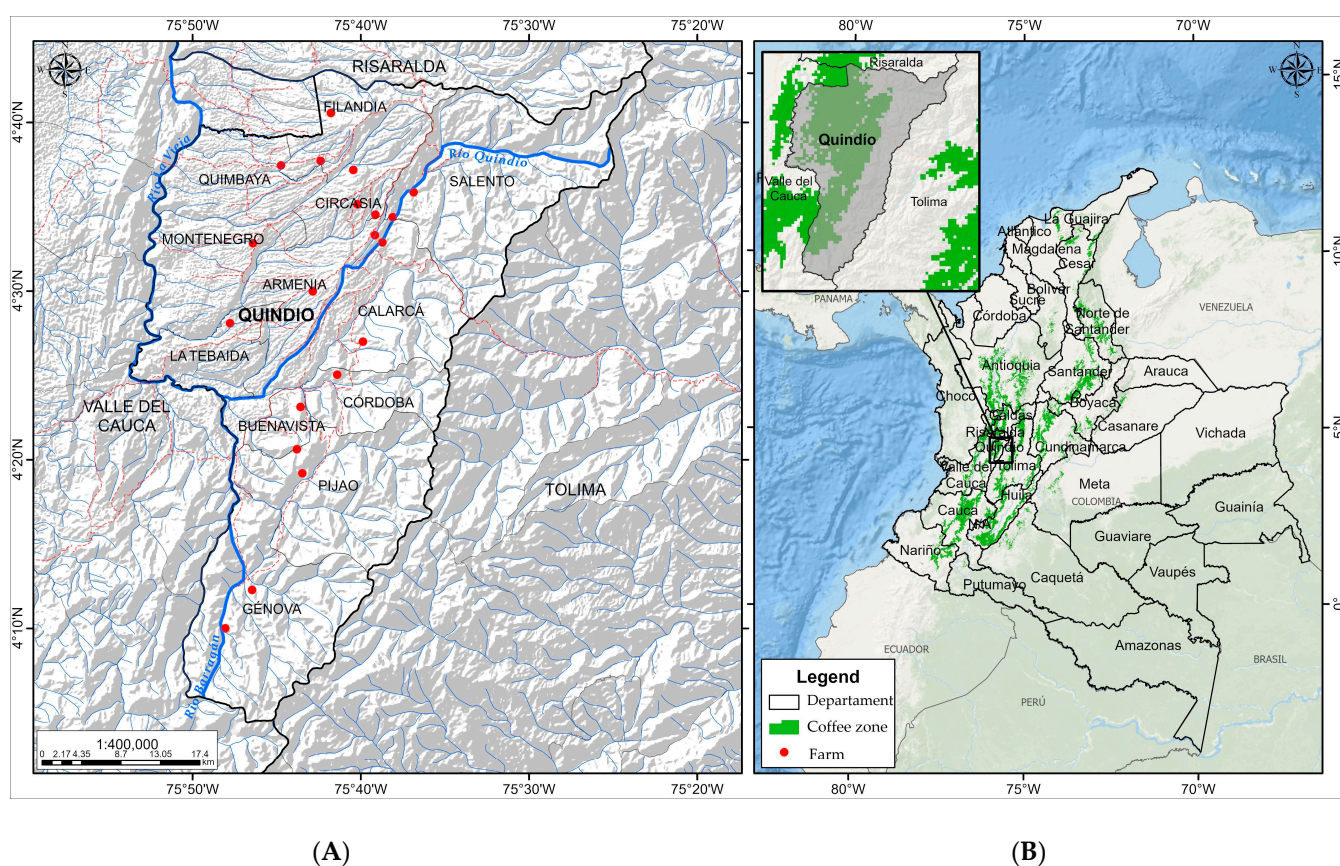 75°50'W
75°40'W
75°30'W
75°20'W
N
W
E
S
RISARALDA
FILANDIA
4°40'N
Río La Vieja
Río Quindío
QUIMBAYA
SALENTO
CIRCASIA
MONTENEGRO
4°30'N
ARMENIA
QUINDIO
CALARCÁ
LA TEBAIDA
VALLE DEL
CAUCA
CÓRDOBA
BUENAVISTA
4°20'N
PIJAO
TOLIMA
GÉNOVA
4°10'N
Río Barragán
1:400,000
0 2.17 4.35 8.7 13.05 17.4
km
75°50'W
75°40'W
75°30'W
75°20'W
(A)
80°W
75°W
70°W
Risaralda
Quindío
Valle del
Cauca
Tolima
N
W
E
S
15°N
10°N
5°N
0°
PANAMA
VENEZUELA
La Guajira
Atlántico
Magdalena
Cesar
Bolívar
Sucre
Córdoba
Norte de
Santander
Antioquia
Santander
Arauca
Choco
Boyacá
Caldas
Casanare
Risaralda
Vichada
Quindío
Cundinamarca
Valle del
Cauca
Tolima
Meta
COLOMBIA
Huila
Cauca
N/A
Guainía
Guaviare
Nariño
Caquetá
Vaupés
Putumayo
Amazonas
ECUADOR
BRASIL
PERÚ
Legend
Departament
Coffee zone
Farm
80°W
75°W
70°W
(B)